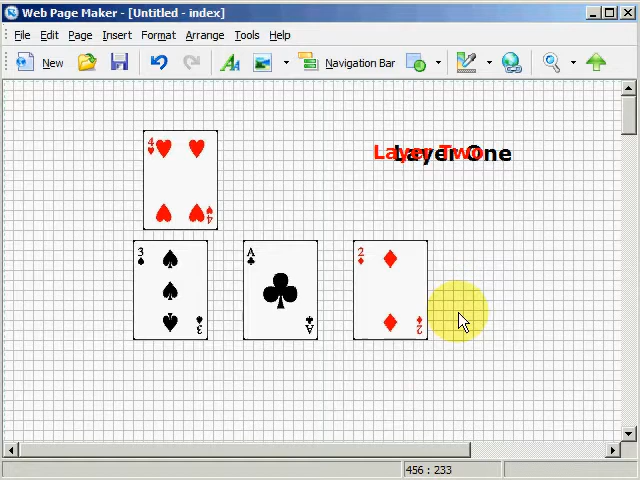 Web Page Maker - [Untitled - index]
File Edit Page Insert Format Arrange Tools Help
New Navigation Bar
4
4
Layer Two
Layer One
3 A 2
3 A 2
456 : 233